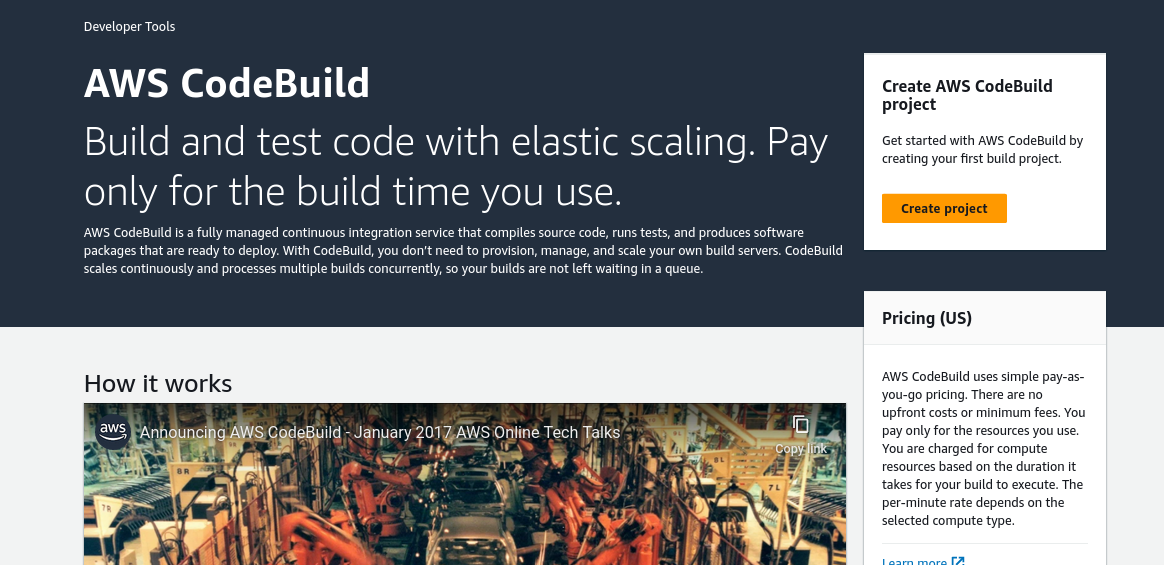 Developer Tools
AWS CodeBuild
Build and test code with elastic scaling. Pay
only for the build time you use.
AWS CodeBuild is a fully managed continuous integration service that compiles source code, runs tests, and produces software
packages that are ready to deploy. With CodeBuild, you don’t need to provision, manage, and scale your own build servers. CodeBuild
scales continuously and processes multiple builds concurrently, so your builds are not left waiting in a queue.
Create AWS CodeBuild
project
Get started with AWS CodeBuild by
creating your first build project.
Create project
Pricing (US)
AWS CodeBuild uses simple pay-as-
you-go pricing. There are no
upfront costs or minimum fees. You
pay only for the resources you use.
You are charged for compute
resources based on the duration it
takes for your build to execute. The
per-minute rate depends on the
selected compute type.
Learn more
How it works
aws
Announcing AWS CodeBuild - January 2017 AWS Online Tech Talks
Copy link
8R
8L
7R
7L